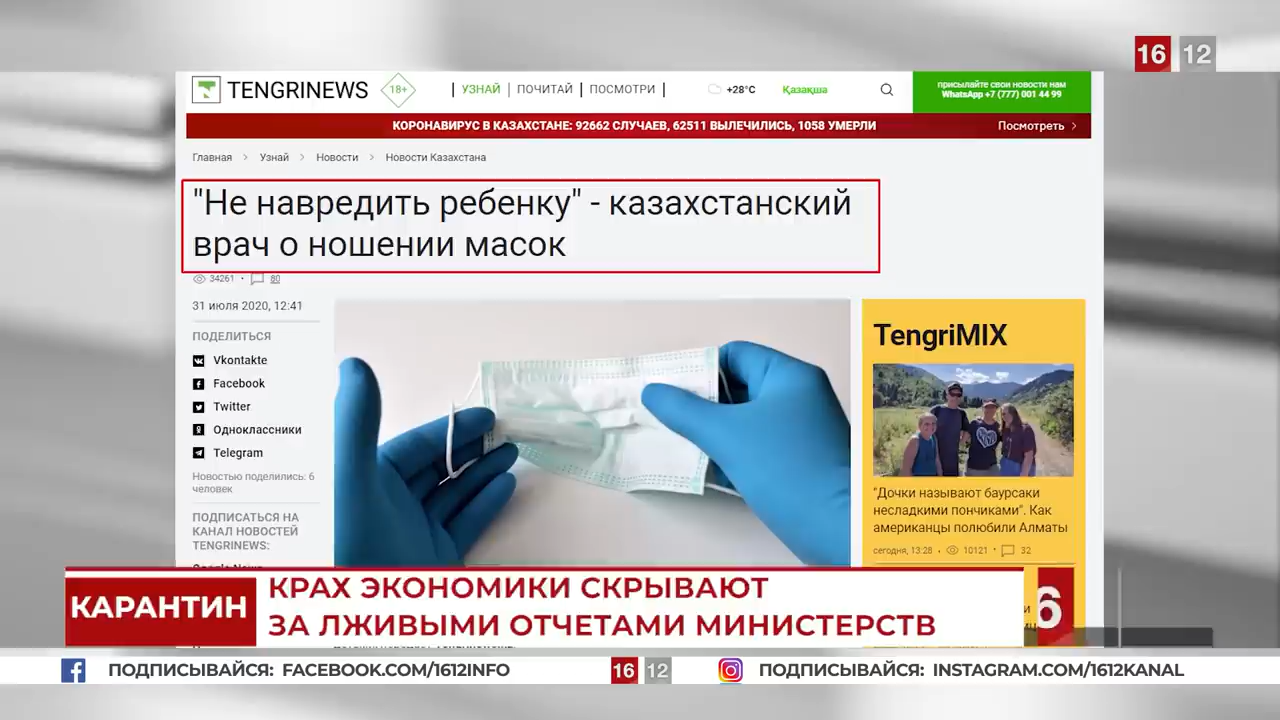 16 12
TENGRINEWS 18+ УЗНАЙ ПОЧИТАЙ ПОСМОТРИ +28°C Қазақша
присылайте свои новости нам
WhatsApp +7 (777) 001 44 99
КОРОНАВИРУС В КАЗАХСТАНЕ: 92662 СЛУЧАЕВ, 62511 ВЫЛЕЧИЛИСЬ, 1058 УМЕРЛИ Посмотреть
Главная Узнай Новости Новости Казахстана
"Не навредить ребенку" - казахстанский
врач о ношении масок
34261 80
31 июля 2020, 12:41
ПОДЕЛИТЬСЯ
Vkontakte
Facebook
Twitter
Одноклассники
Telegram
Новостью поделились: 6
человек
ПОДПИСАТЬСЯ НА
КАНАЛ НОВОСТЕЙ
TENGRINEWS:
TengriMIX
"Дочки называют баурсаки
несладкими пончиками". Как
американцы полюбили Алматы
сегодня, 13:28 10121 32
КАРАНТИН
КРАХ ЭКОНОМИКИ СКРЫВАЮТ
ЗА ЛЖИВЫМИ ОТЧЕТАМИ МИНИСТЕРСТВ
6
ПОДПИСЫВАЙСЯ: FACEBOOK.COM/1612INFO 16 12 ПОДПИСЫВАЙСЯ: INSTAGRAM.COM/1612KANAL